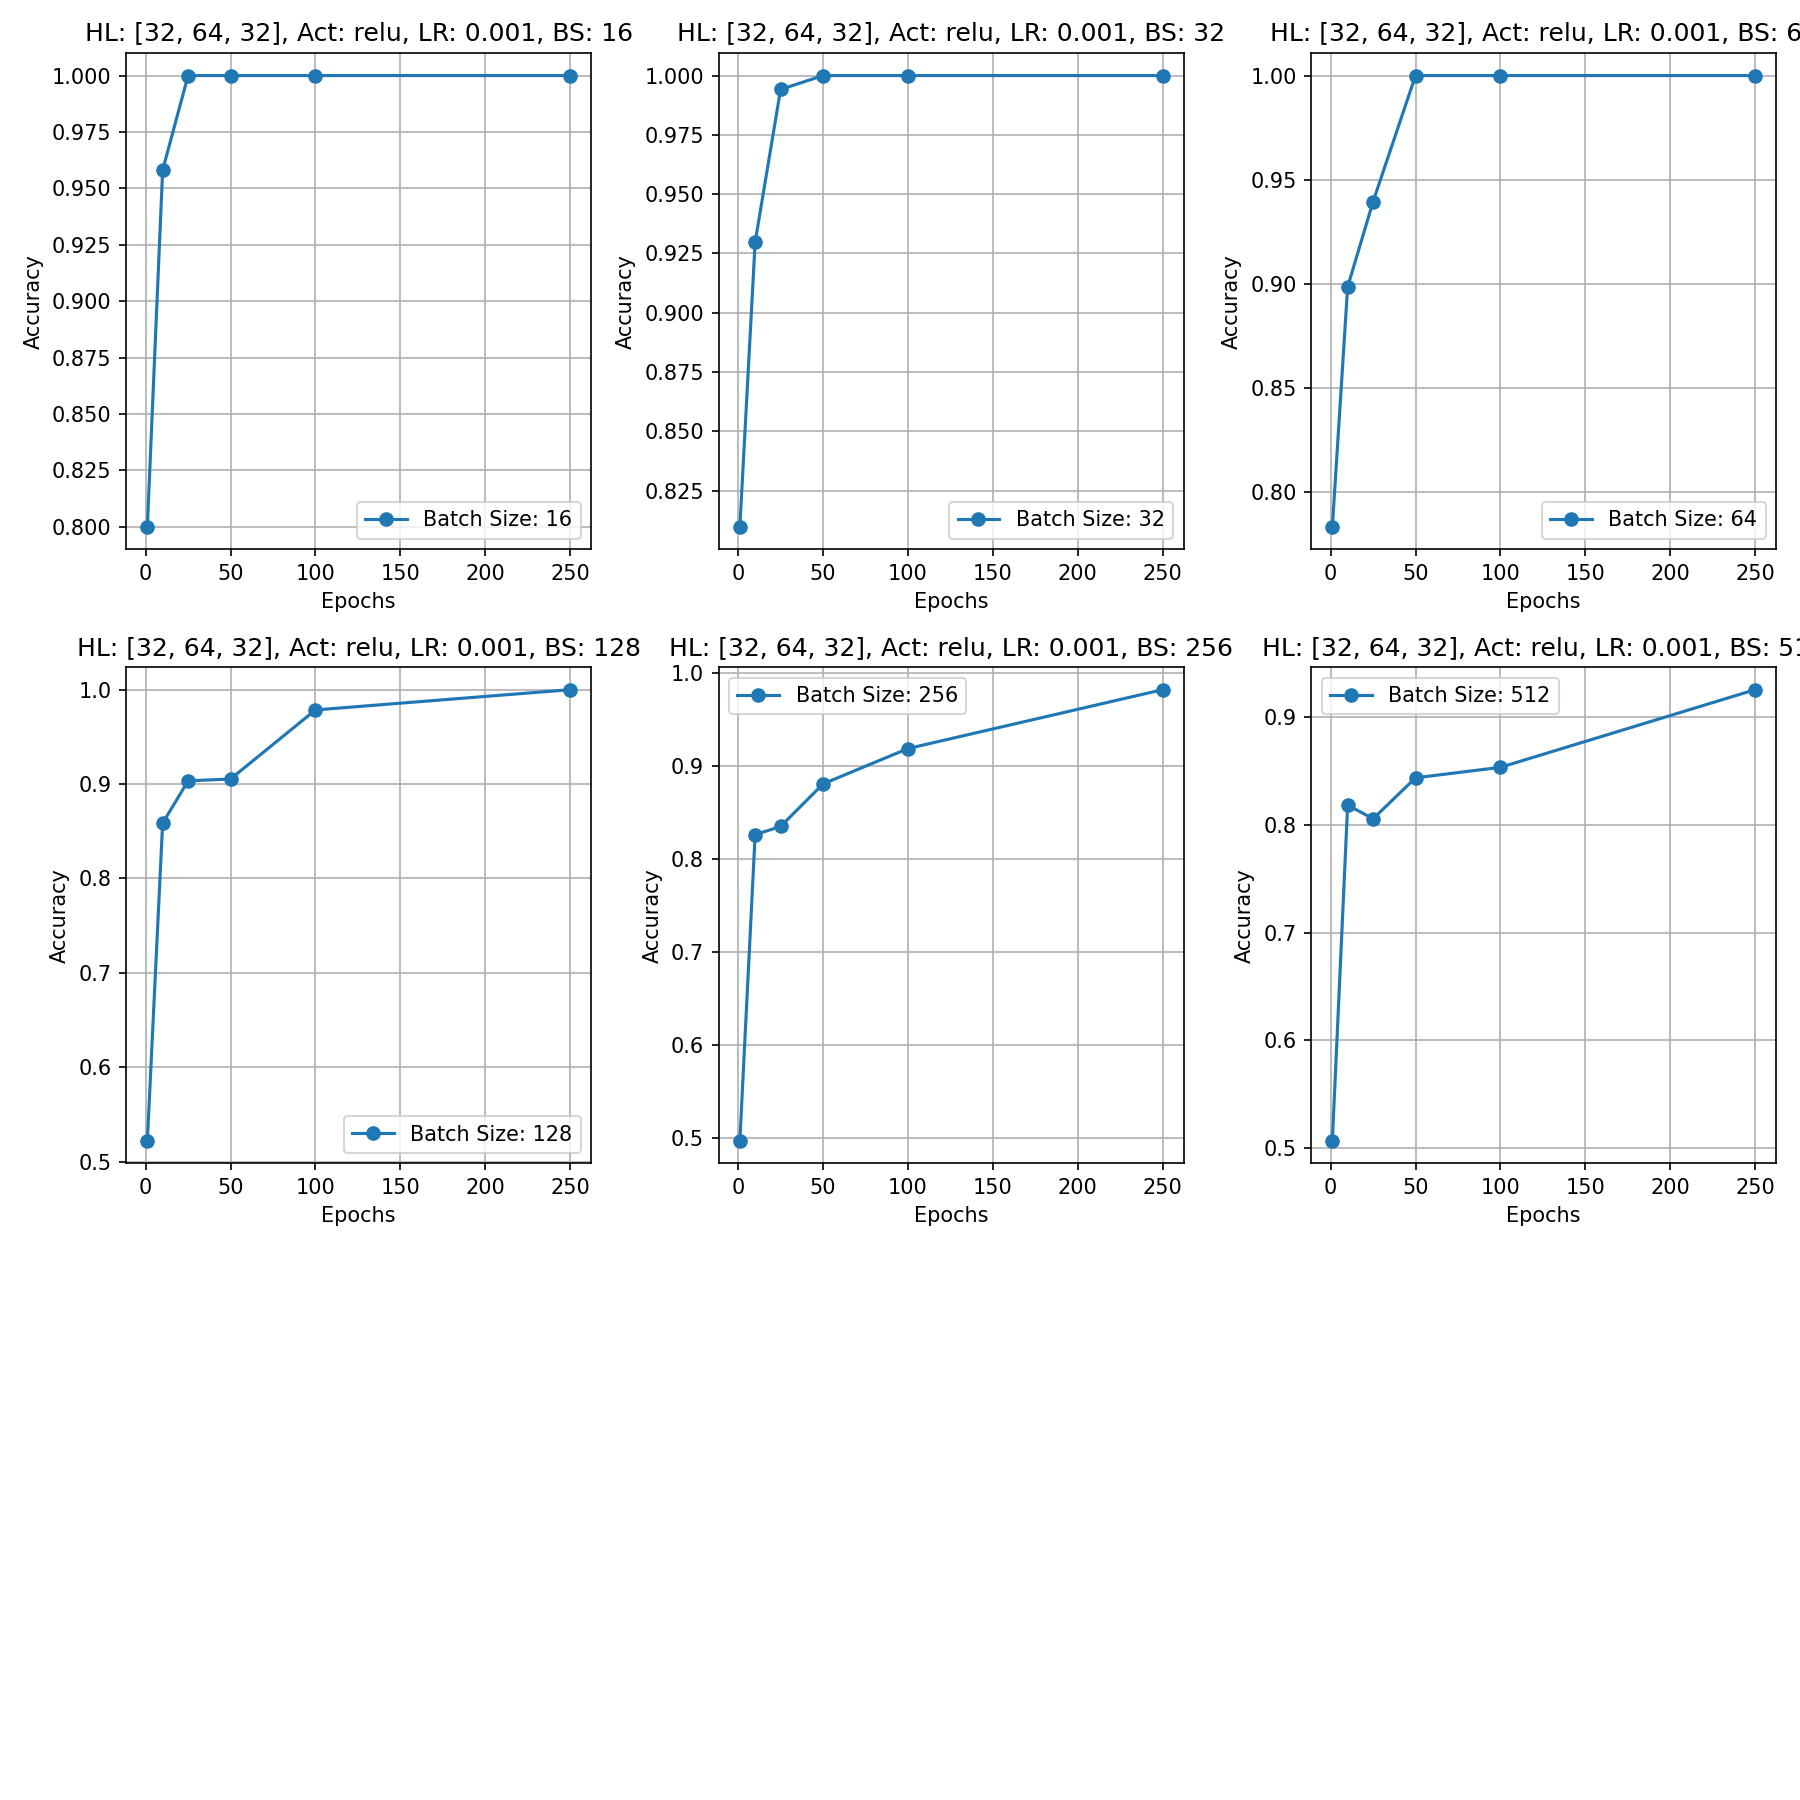 HL: [32, 64, 32], Act: relu, LR: 0.001, BS: 16
1.000
0.975
0.950
0.925
0.900
0.875
0.850
0.825
0.800
Accuracy
Batch Size: 16
0 50 100 150 200 250
Epochs
HL: [32, 64, 32], Act: relu, LR: 0.001, BS: 32
1.000
0.975
0.950
0.925
0.900
0.875
0.850
0.825
Accuracy
Batch Size: 32
0 50 100 150 200 250
Epochs
HL: [32, 64, 32], Act: relu, LR: 0.001, BS: 6
1.00
0.95
0.90
0.85
0.80
Accuracy
Batch Size: 64
0 50 100 150 200 250
Epochs
HL: [32, 64, 32], Act: relu, LR: 0.001, BS: 128
1.0
0.9
0.8
0.7
0.6
0.5
Accuracy
Batch Size: 128
0 50 100 150 200 250
Epochs
HL: [32, 64, 32], Act: relu, LR: 0.001, BS: 256
1.0
0.9
0.8
0.7
0.6
0.5
Accuracy
Batch Size: 256
0 50 100 150 200 250
Epochs
HL: [32, 64, 32], Act: relu, LR: 0.001, BS: 51
0.9
0.8
0.7
0.6
0.5
Accuracy
Batch Size: 512
0 50 100 150 200 250
Epochs